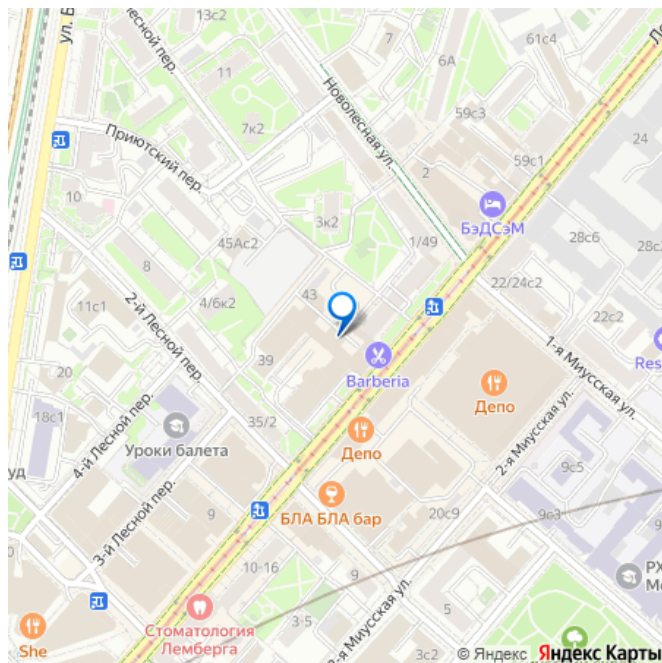 13с2
61с4
ул. Б
Лесной пер.
11
6А
Новолесная ул.
59с3
7к2
24
Приютский пер.
59с1
2
10
БэДСэМ
3к2
28с6
28с
45Ас2
1/49
8
22/24с2
4/6к2
43
11с1
22с2
2-й Лесной пер.
1-я Миусская ул.
39
Res
20
Barberia
Депо
18с1
35/2
4-й Лесной пер.
Уроки балета
Депо
2-я Миусская ул.
уд
9с5
3-й Лесной пер.
БЛА БЛА бар
9
20с9
9с3
10-16
9
РХ
М
Стоматология
Лемберга
She
3-5
3с6
2-я Миусская ул.
3с2
© Яндекс Яндекс Карты